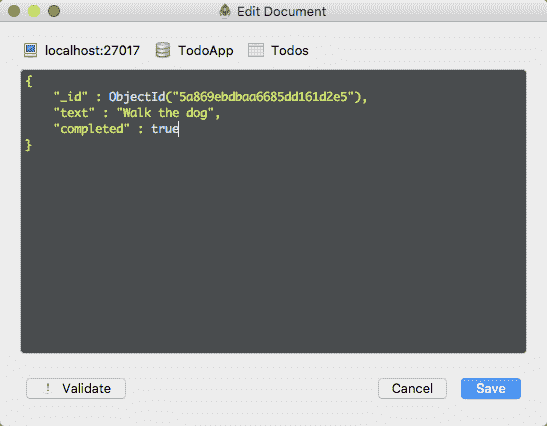 Edit Document
localhost:27017 TodoApp Todos
{
    "_id" : ObjectId("5a869ebdbaa6685dd161d2e5"),
    "text" : "Walk the dog",
    "completed" : true
}
! Validate Cancel Save